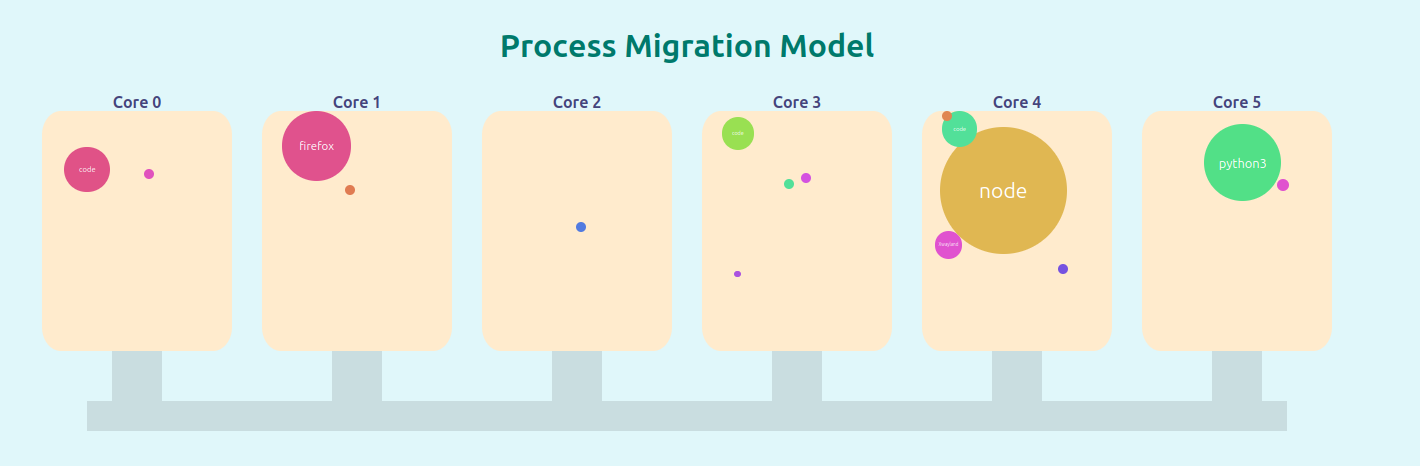 Process Migration Model
Core 0
Core 1
Core 2
Core 3
Core 4
Core 5
code
firefox
code
code
node
Xwayland
python3